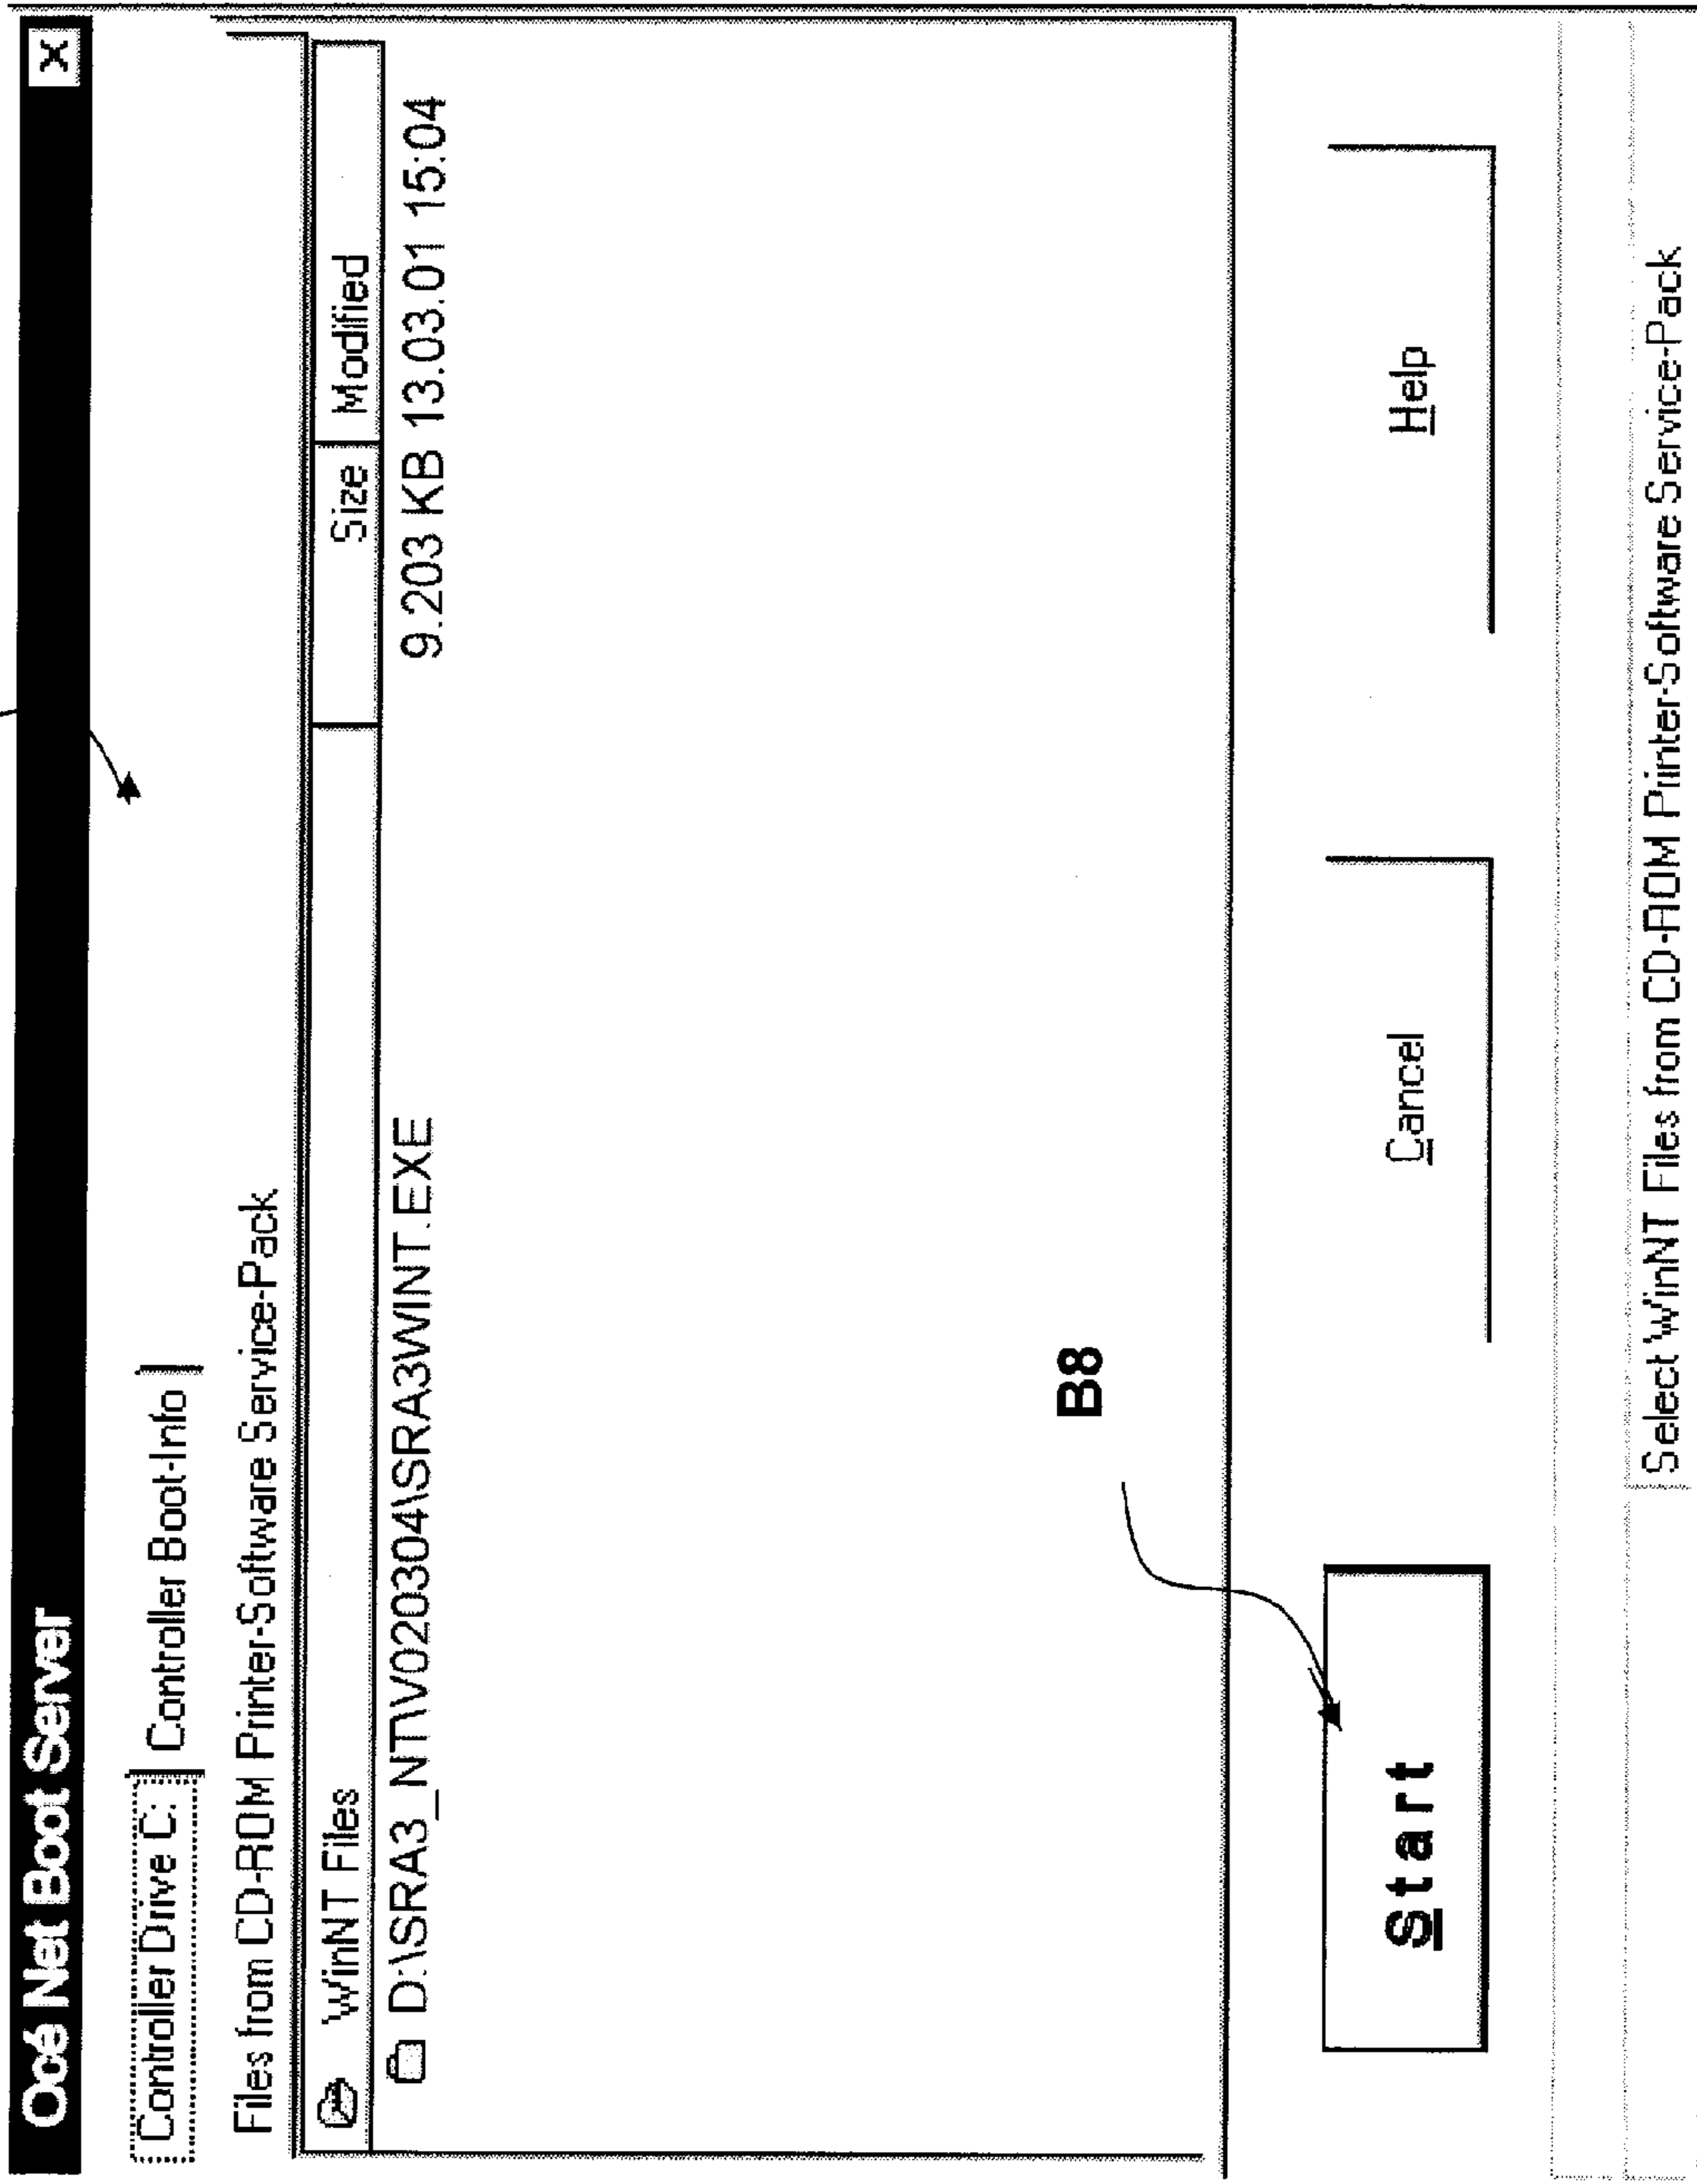 Océ Net Boot Server X
Controller Drive C: Controller Boot-Info
Files from CD-ROM Printer-Software Service-Pack
WinNT Files Size Modified
D:\SRA3_NT\V020304\SRA3WINT.EXE 9.203 KB 13.03.01 15:04
B8
Start Cancel Help
Select WinNT Files from CD-ROM Printer-Software Service-Pack